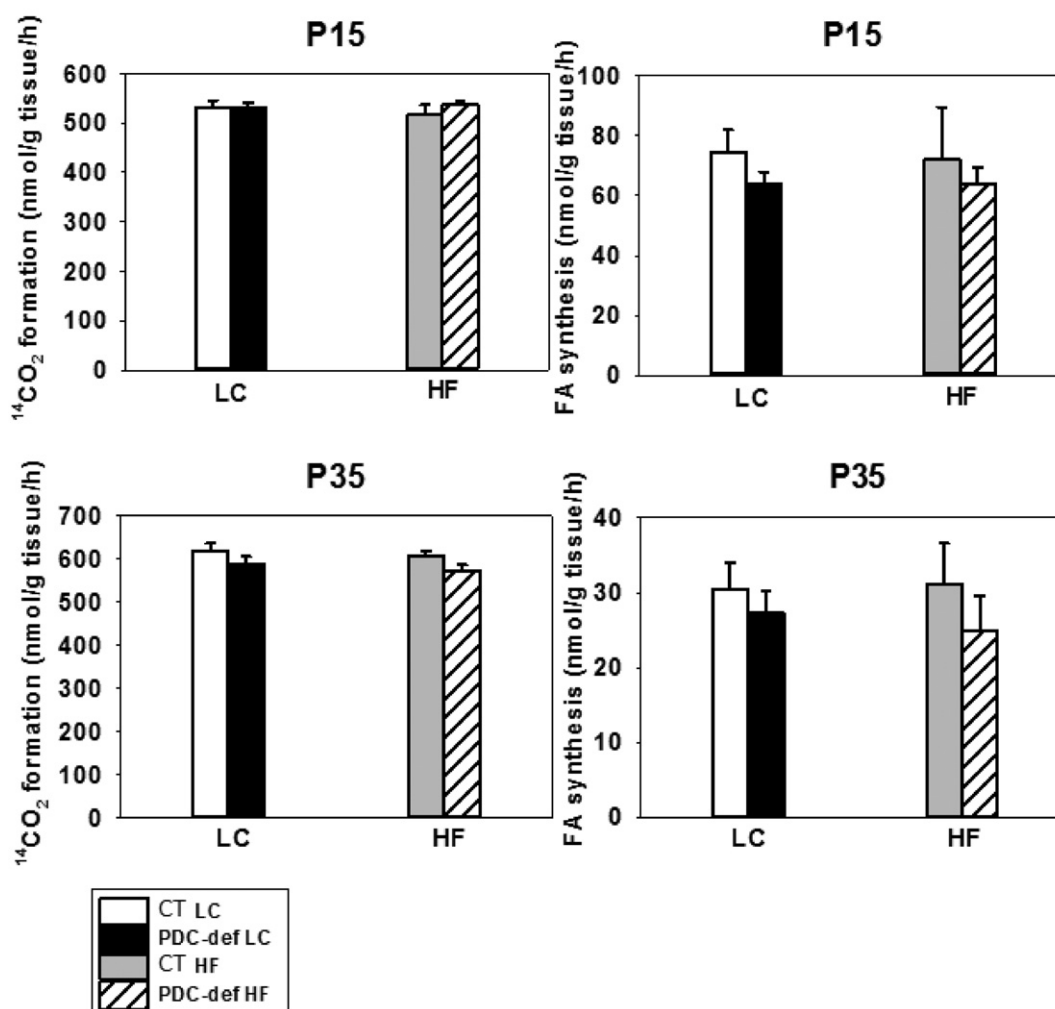 P15
¹⁴CO₂ formation (nmol/g tissue/h)
600
500
400
300
200
100
0
LC HF
P15
FA synthesis (nmol/g tissue/h)
100
80
60
40
20
0
LC HF
P35
¹⁴CO₂ formation (nmol/g tissue/h)
700
600
500
400
300
200
100
0
LC HF
P35
FA synthesis (nmol/g tissue/h)
40
30
20
10
0
LC HF
CT LC
PDC-def LC
CT HF
PDC-def HF